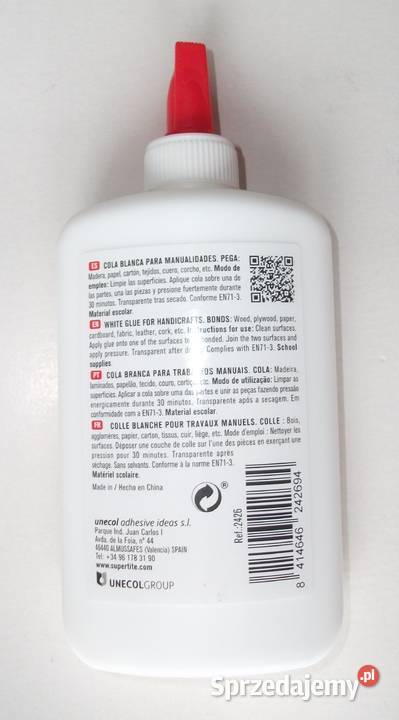 ES COLA BLANCA PARA MANUALIDADES. PEGA:
Madera, papel, cartón, tejidos, cuero, corcho, etc. Modo de
empleo: Limpie las superficies. Aplique cola sobre una de
las partes, una las piezas y presione fuertemente durante
30 minutos. Transparente tras secado. Conforme EN71-3.
Material escolar.
EN WHITE GLUE FOR HANDICRAFTS. BONDS: Wood, plywood, paper,
cardboard, fabric, leather, cork, etc. Instructions for use: Clean surfaces.
Apply glue onto one of the surfaces to be bonded. Join the two surfaces and
apply pressure. Transparent after drying. Complies with EN71-3. School
supplies.
PT COLA BRANCA PARA TRABALHOS MANUAIS. COLA: Madeira,
laminados, papelão, tecido, couro, cortiça, etc. Modo de utilização: Limpar as
superfícies. Aplicar a cola sobre uma das partes e unir as peças fazendo pressão
energicamente durante 30 minutos. Transparente após a secagem. Em
conformidade com a EN71-3. Material escolar.
FR COLLE BLANCHE POUR TRAVAUX MANUELS. COLLE: Bois,
agglomérés, papier, carton, tissus, cuir, liège, etc. Mode d'emploi: Nettoyer les
surfaces. Déposer une couche de colle sur l'une des pièces en exerçant une
pression pour 30 minutes. Transparente après
séchage. Sans solvants. Conforme à la norme EN71-3.
Matériel scolaire.
Made in / Hecho en China
unecol adhesive ideas s.l.
Parque Ind. Juan Carlos I
Avda. de la Foia, nº 44
46440 ALMUSSAFES (Valencia) SPAIN
Tel: +34 96 178 31 90
www.supertite.com
UNECOLGROUP
®
Ref.:2426
8 414646 242694
Sprzedajemy.pl